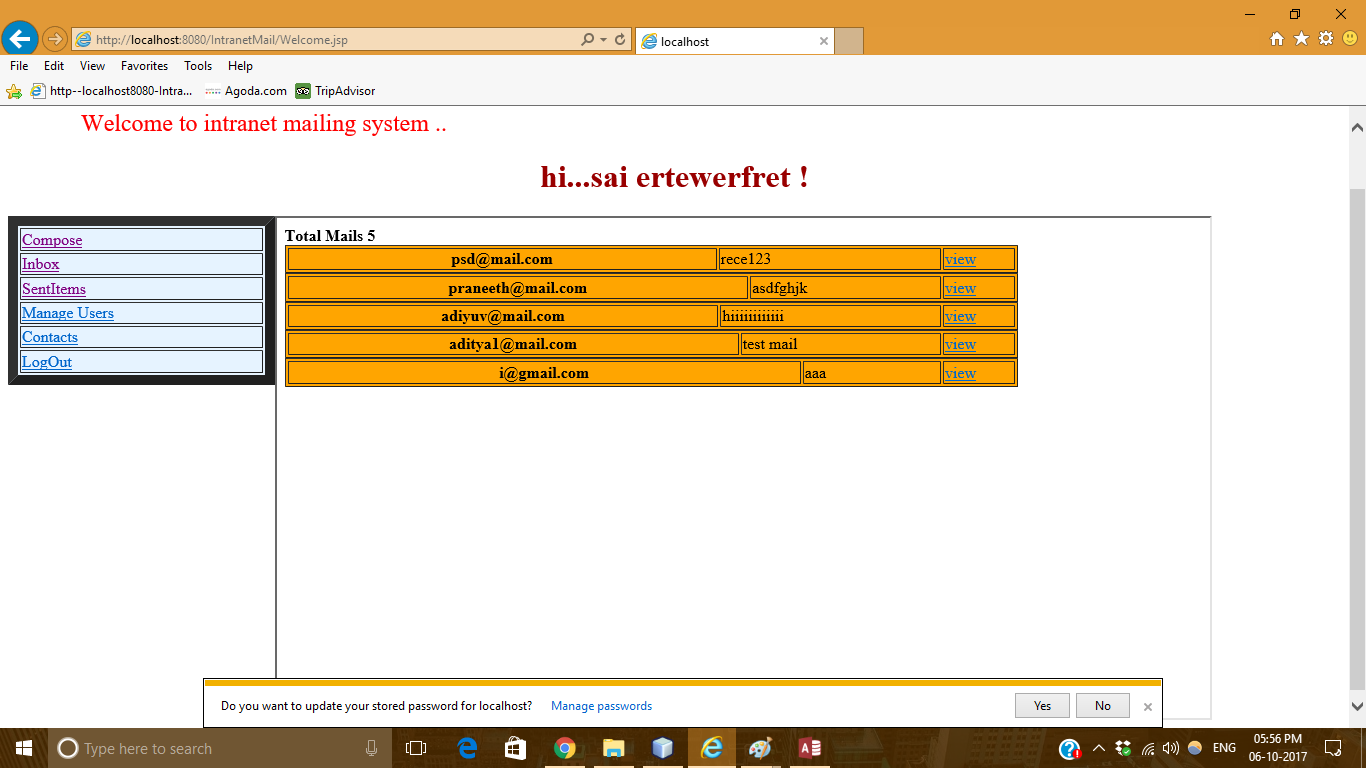 http://localhost:8080/IntranetMail/Welcome.jsp
localhost
File Edit View Favorites Tools Help
http--localhost8080-Intra... Agoda.com TripAdvisor
Welcome to intranet mailing system ..
hi...sai ertewerfret !
Compose
Inbox
SentItems
Manage Users
Contacts
LogOut
Total Mails 5
psd@mail.com rece123 view
praneeth@mail.com asdfghjk view
adiyuv@mail.com hiiiiiiiiiiii view
aditya1@mail.com test mail view
i@gmail.com aaa view
Do you want to update your stored password for localhost? Manage passwords Yes No
Type here to search
ENG
05:56 PM
06-10-2017